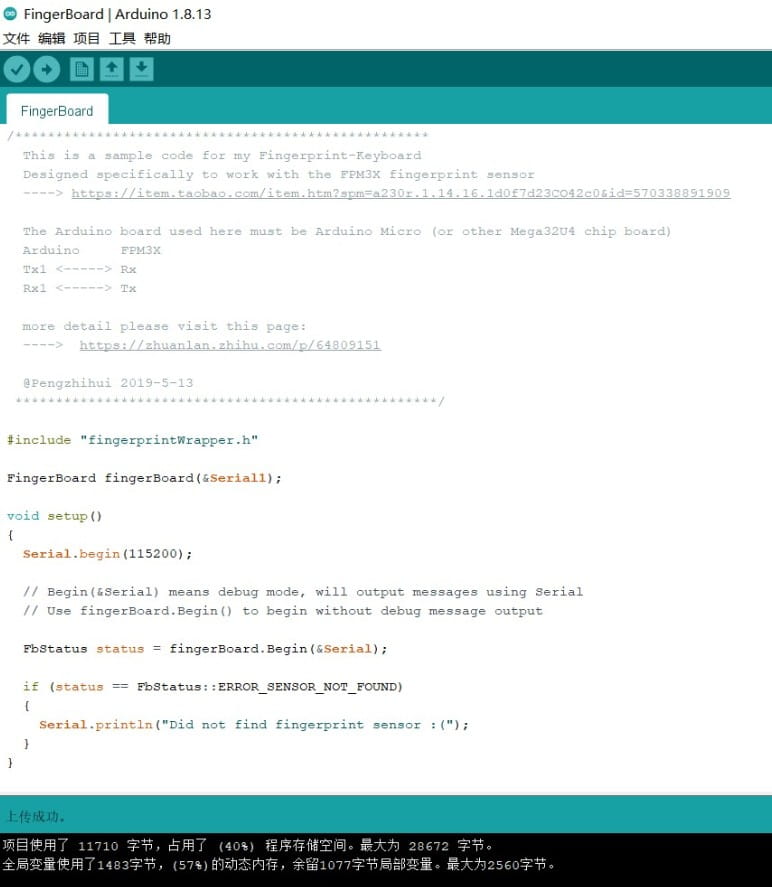 FingerBoard | Arduino 1.8.13
文件 编辑 项目 工具 帮助
FingerBoard
/***************************************************
This is a sample code for my Fingerprint-Keyboard
Designed specifically to work with the FPM3X fingerprint sensor
----> https://item.taobao.com/item.htm?spm=a230r.1.14.16.1d0f7d23CO42c0&id=570338891909
The Arduino board used here must be Arduino Micro (or other Mega32U4 chip board)
Arduino     FPM3X
Tx1 <-----> Rx
Rx1 <-----> Tx
more detail please visit this page:
---->  https://zhuanlan.zhihu.com/p/64809151
@Pengzhihui 2019-5-13
****************************************************/
#include "fingerprintWrapper.h"
FingerBoard fingerBoard(&Serial1);
void setup()
{
Serial.begin(115200);
// Begin(&Serial) means debug mode, will output messages using Serial
// Use fingerBoard.Begin() to begin without debug message output
FbStatus status = fingerBoard.Begin(&Serial);
if (status == FbStatus::ERROR_SENSOR_NOT_FOUND)
{
Serial.println("Did not find fingerprint sensor :(");
}
}
上传成功。
项目使用了 11710 字节，占用了 (40%) 程序存储空间。最大为 28672 字节。
全局变量使用了1483字节，(57%)的动态内存，余留1077字节局部变量。最大为2560字节。